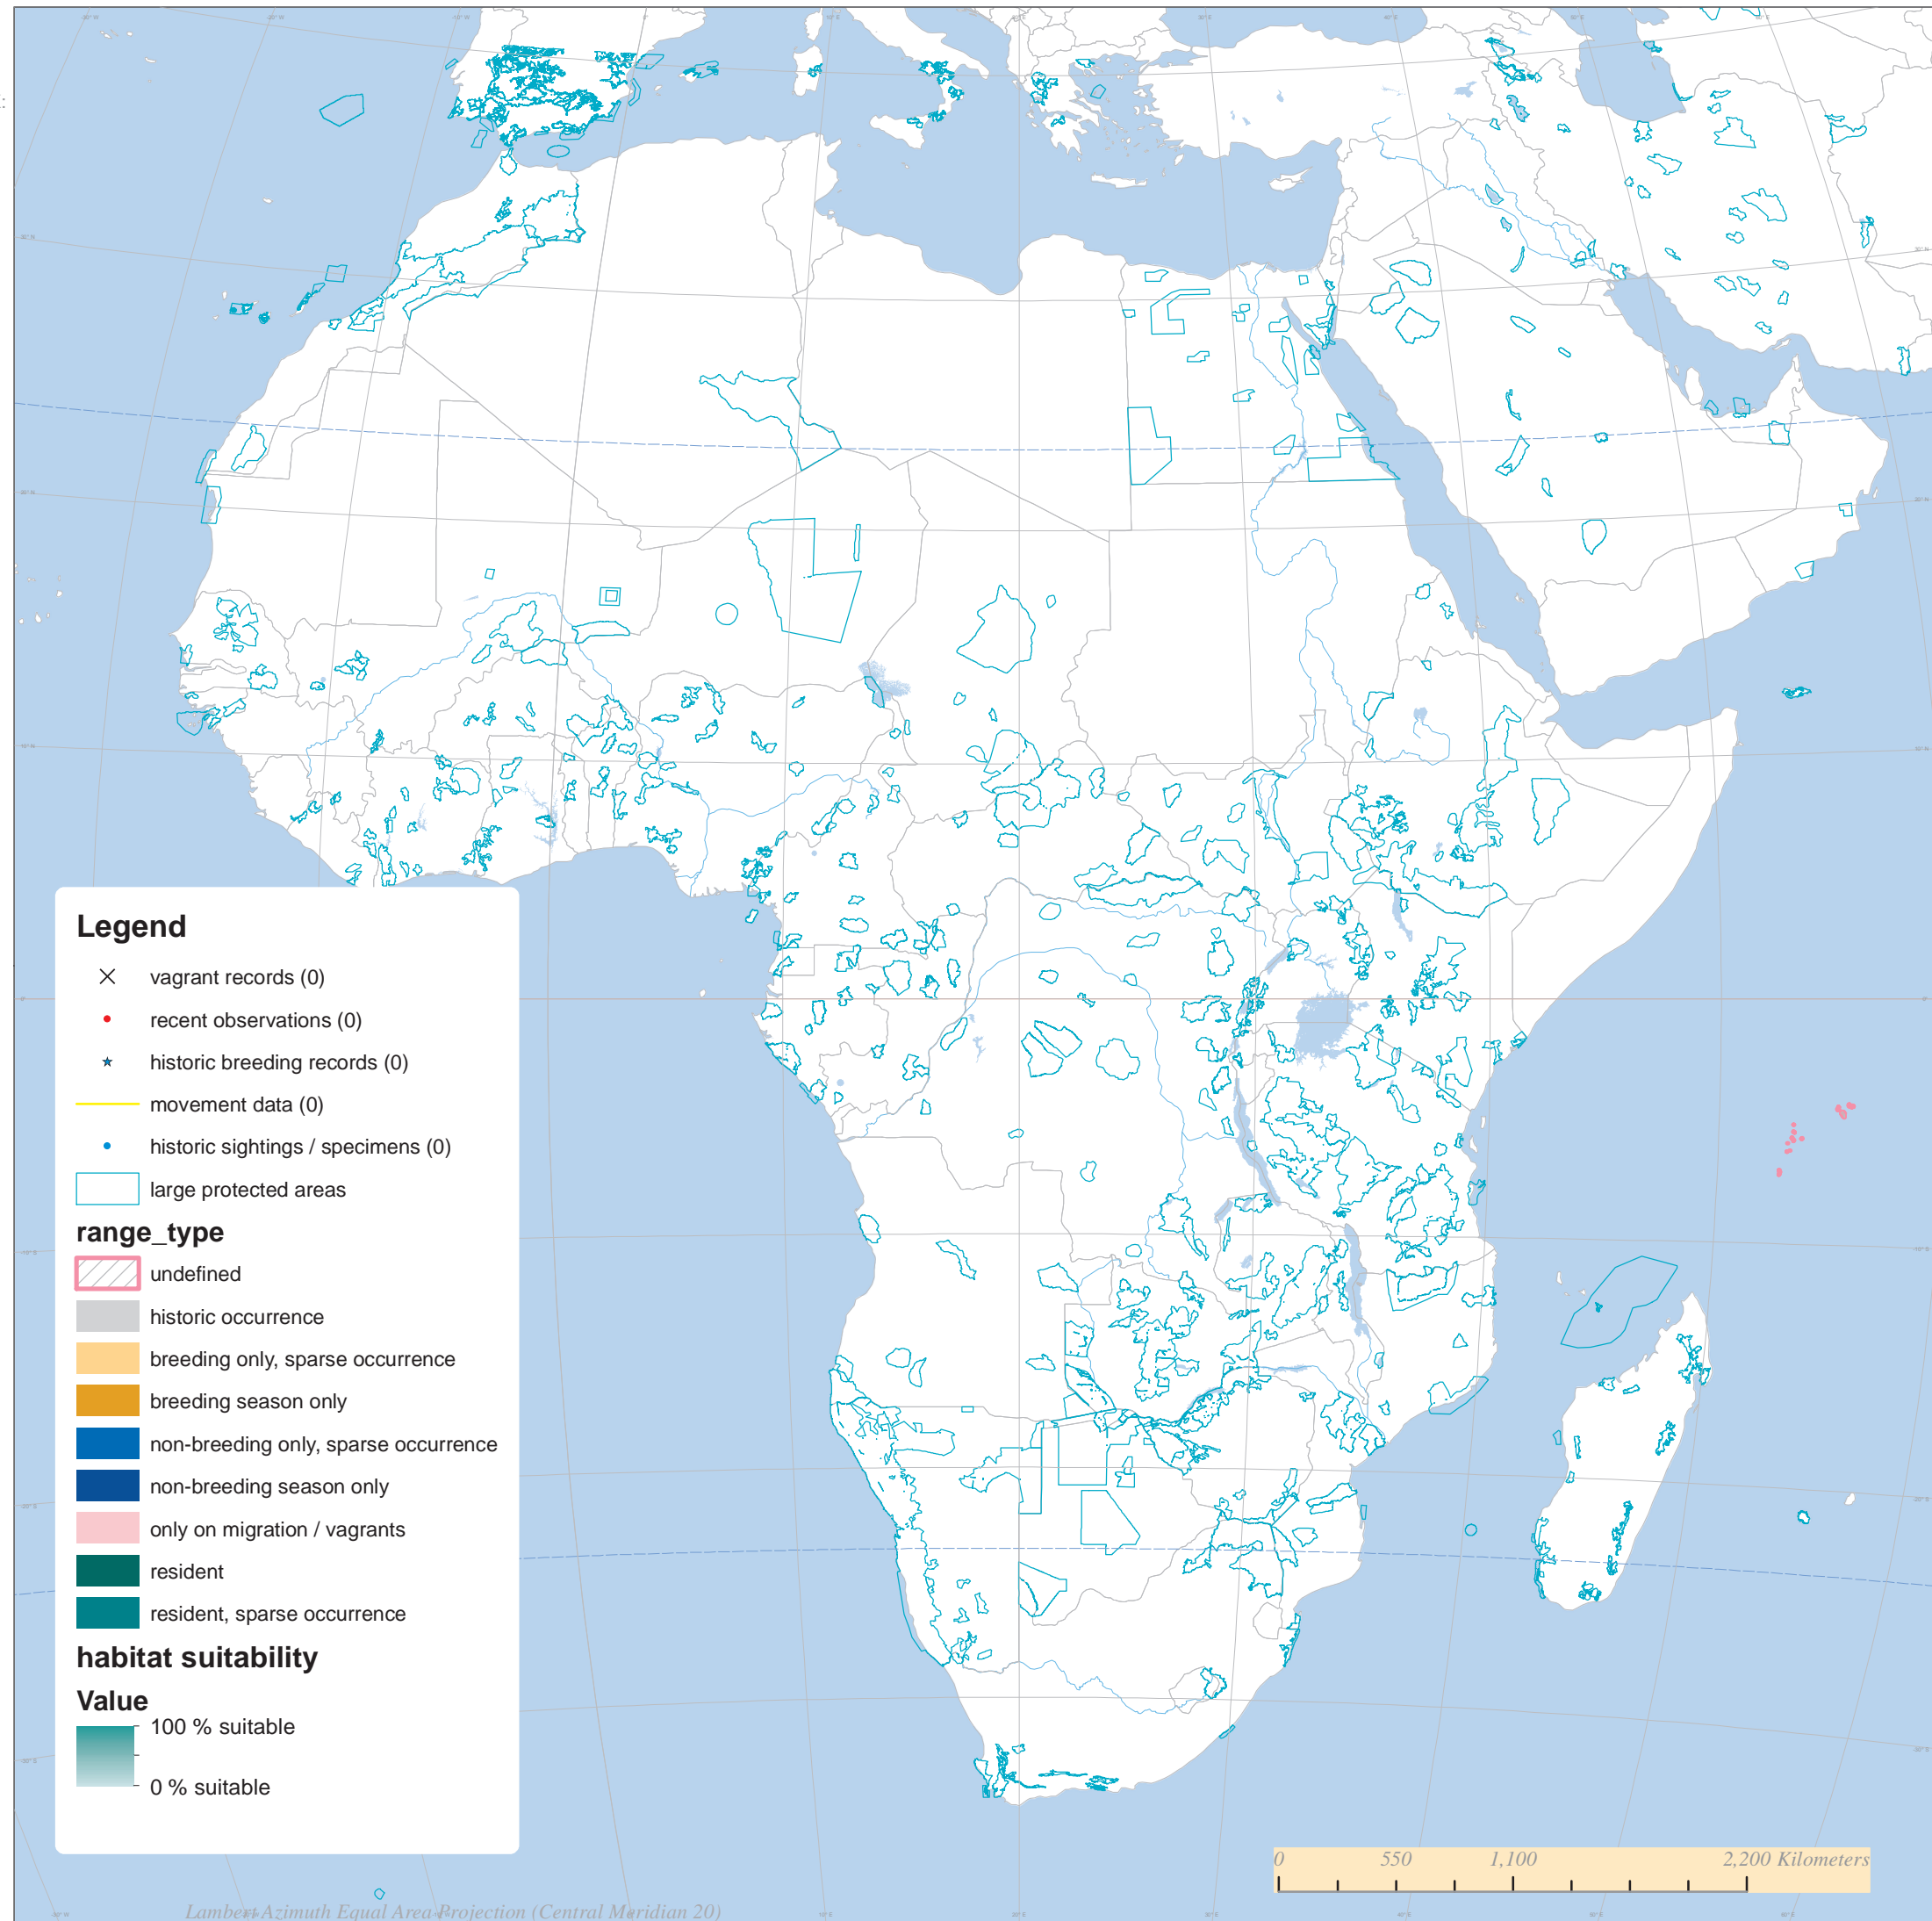 Legend
vagrant records (0)
recent observations (0)
historic breeding records (0)
movement data (0)
historic sightings / specimens (0)
large protected areas
range_type
undefined
historic occurrence
breeding only, sparse occurrence
breeding season only
non-breeding only, sparse occurrence
non-breeding season only
only on migration / vagrants
resident
resident, sparse occurrence
habitat suitability
Value
100 % suitable
0 % suitable
0 550 1,100 2,200 Kilometers
Lambert Azimuth Equal Area Projection (Central Meridian 20)